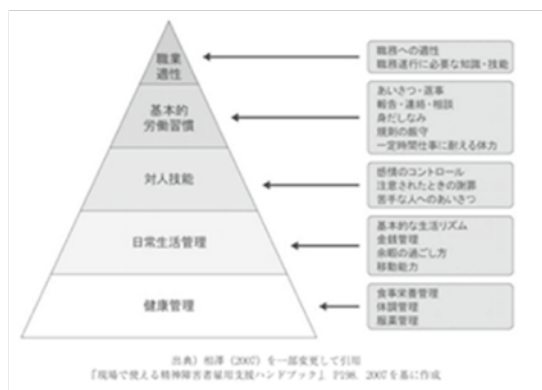 職業
適性
職務への適性
職務遂行に必要な知識・技能
基本的
労働習慣
あいさつ・返事
報告・連絡・相談
身だしなみ
規則の厳守
一定時間仕事に耐える体力
対人技能
感情のコントロール
注意されたときの謝罪
苦手な人へのあいさつ
日常生活管理
基本的な生活リズム
金銭管理
余暇の過ごし方
移動能力
健康管理
食事栄養管理
体調管理
服薬管理
出典）相澤（2007）を一部変更して引用
『現場で使える精神障害者雇用支援ハンドブック』，P198，2007を基に作成